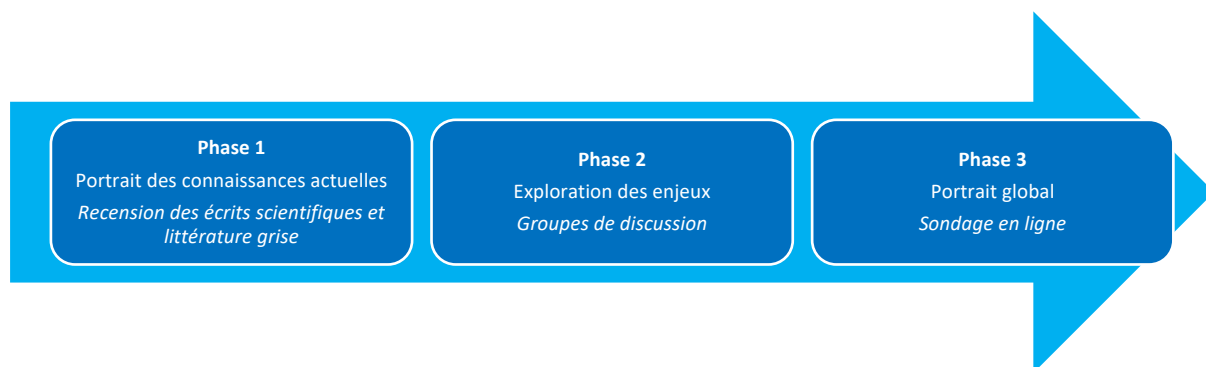 Phase 1
Portrait des connaissances actuelles
Recension des écrits scientifiques et
littérature grise
Phase 2
Exploration des enjeux
Groupes de discussion
Phase 3
Portrait global
Sondage en ligne